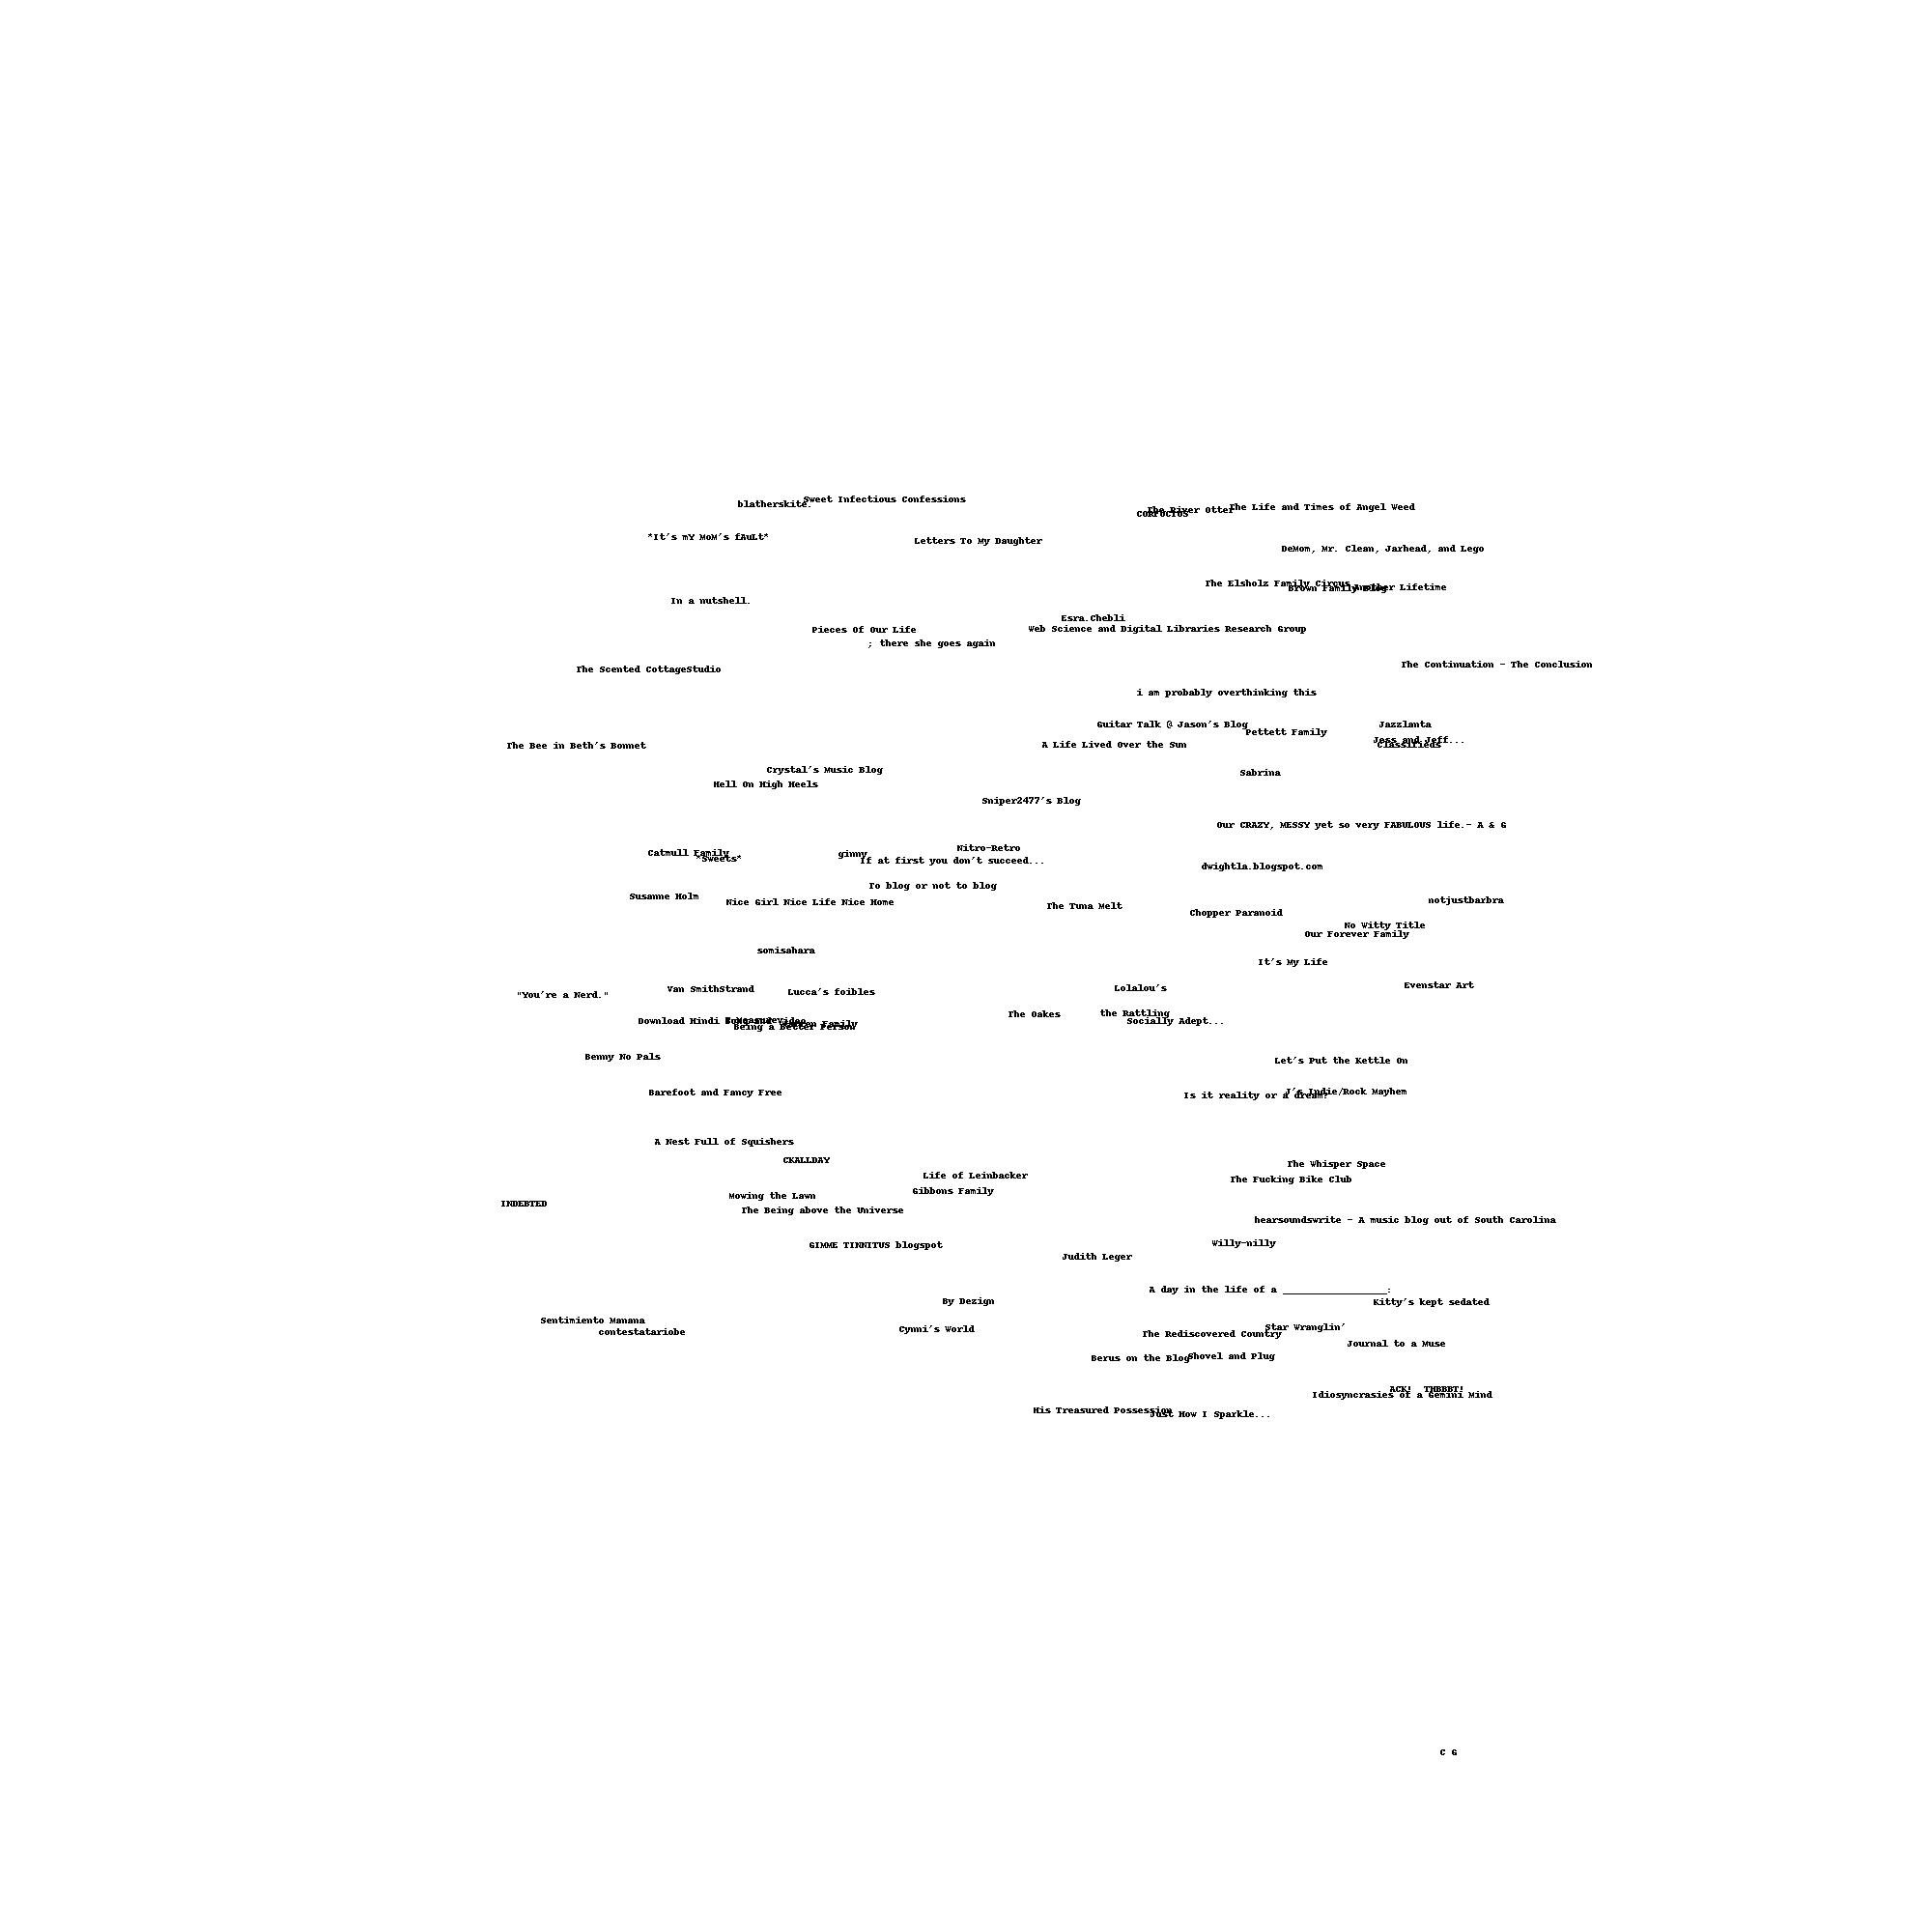 Sweet Infectious Confessions
blatherskite.
The Life and Times of Angel Weed
The River Otter
CORPUCIUS
*It's mY MoM's fAuLt*
Letters To My Daughter
DeMom, Mr. Clean, Jarhead, and Lego
The Elsholz Family Circus
Brown Family Blog
Another Lifetime
In a nutshell.
Esra.Chebli
Pieces Of Our Life
Web Science and Digital Libraries Research Group
; there she goes again
The Scented CottageStudio
The Continuation - The Conclusion
i am probably overthinking this
Guitar Talk @ Jason's Blog
Jazzlanta
Pettett Family
Jess and Jeff...
The Bee in Beth's Bonnet
A Life Lived Over the Sun
Classifieds
Crystal's Music Blog
Sabrina
Hell On High Heels
Sniper2477's Blog
Our CRAZY, MESSY yet so very FABULOUS life.- A & G
Nitro-Retro
Catmull Family
ginny
*Sweets*
If at first you don't succeed...
dwightla.blogspot.com
To blog or not to blog
Susanne Holm
Nice Girl Nice Life Nice Home
notjustbarbra
The Tuna Melt
Chopper Paranoid
No Witty Title
Our Forever Family
somisahara
It's My Life
Evenstar Art
Lolalou's
Van SmithStrand
Lucca's foibles
"You're a Nerd."
the Rattling
The Oakes
Download Hindi
video
Socially Adept...
Family
Being a Better Person
Benny No Pals
Let's Put the Kettle On
J's Indie/Rock Mayhem
Barefoot and Fancy Free
Is it reality or a dream?
A Nest Full of Squishers
CKALLDAY
The Whisper Space
Life of Leinbacker
The Fucking Bike Club
Gibbons Family
Mowing the Lawn
INDEBTED
The Being above the Universe
hearsoundswrite - A music blog out of South Carolina
Willy-nilly
GIMME TINNITUS blogspot
Judith Leger
A day in the life of a __________________:
By Dezign
Kitty's kept sedated
Sentimiento Manana
Star Wranglin'
Cynni's World
contestatariobe
The Rediscovered Country
Journal to a Muse
Shovel and Plug
Berus on the Blog
ACK!  THBBBT!
Idiosyncrasies of a Gemini Mind
His Treasured Possession
Just How I Sparkle...
C G